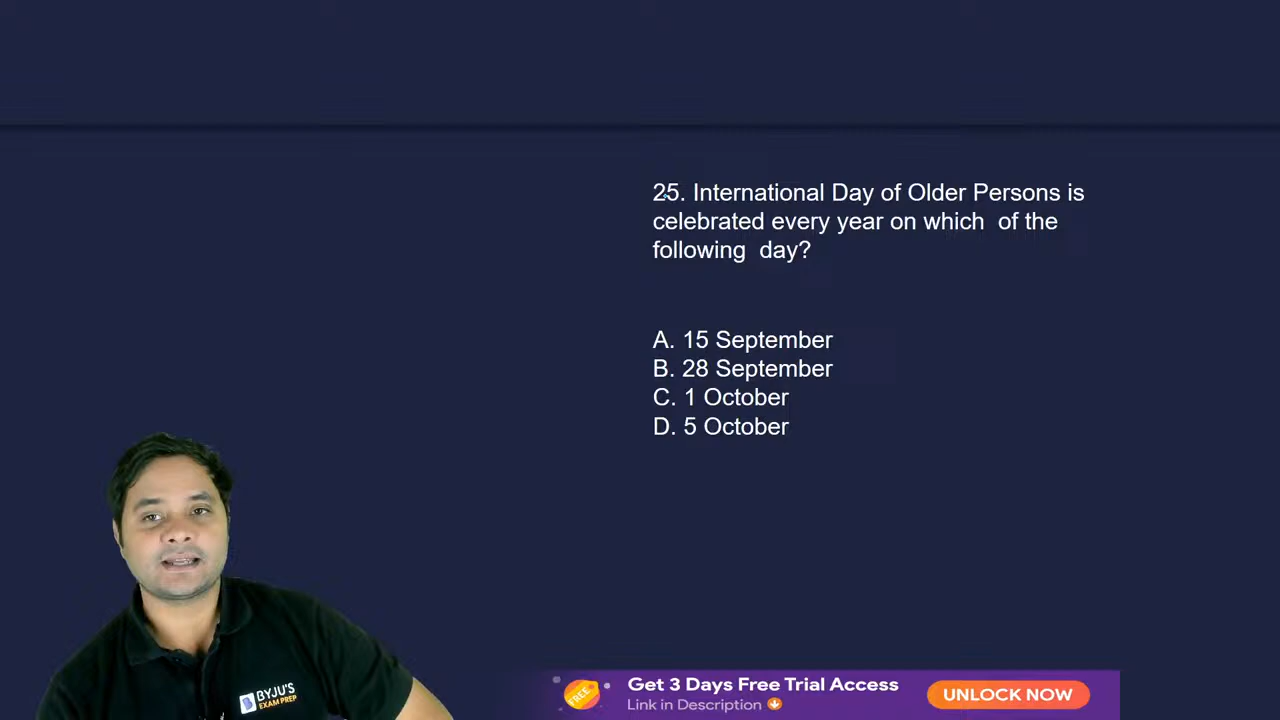 25. International Day of Older Persons is
celebrated every year on which of the
following day?
A. 15 September
B. 28 September
C. 1 October
D. 5 October
BYJU'S
EXAM PREP
FREE
Get 3 Days Free Trial Access
Link in Description
UNLOCK NOW